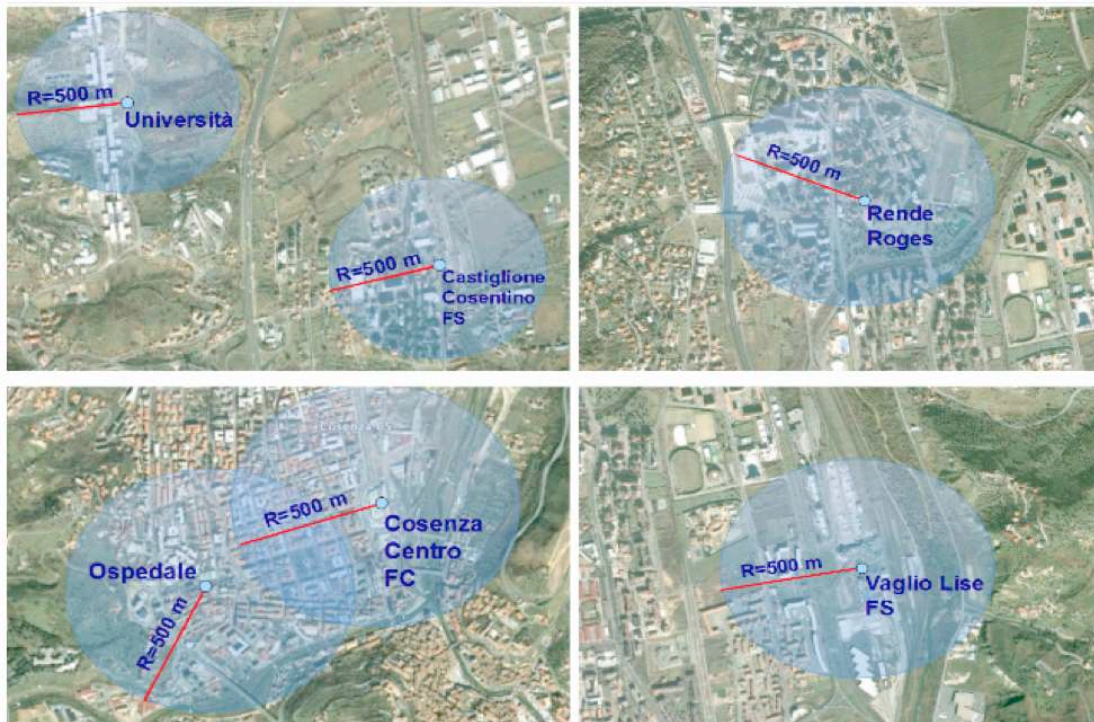 R=500 m
Università
R=500 m
Castiglione
Cosentino
FS
R=500 m
Rende
Roges
Cosenza
R=500 m
Cosenza
Centro
FC
Ospedale
R=500 m
R=500 m
Vaglio Lise
FS